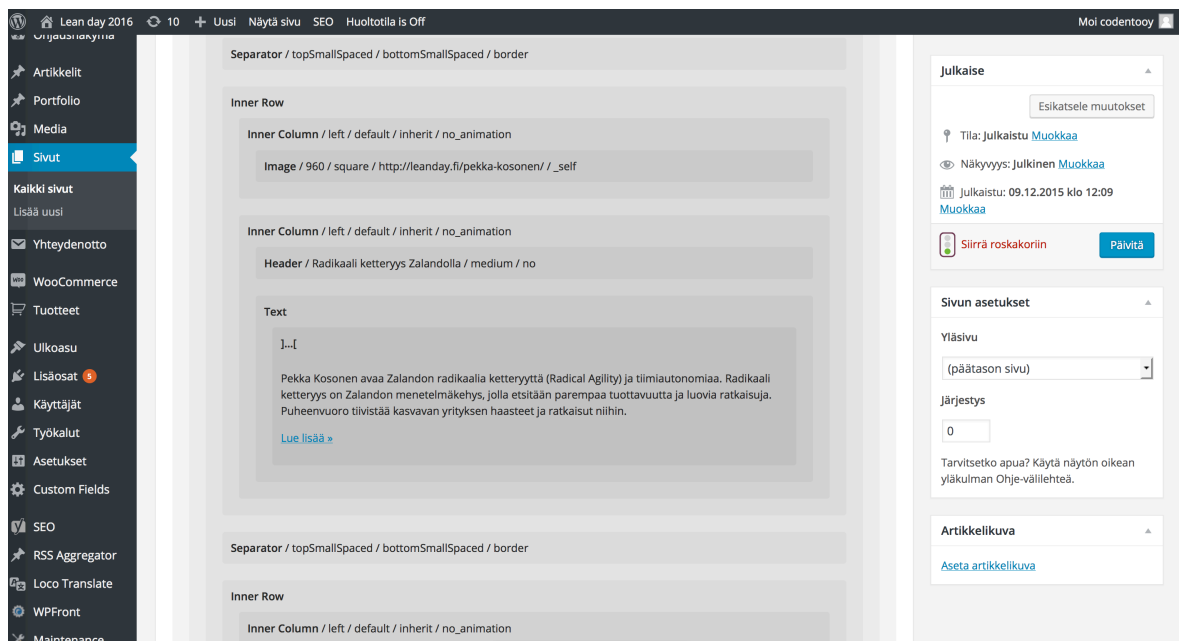 Lean day 2016 10 Uusi Näytä sivu SEO Huoltotila is Off Moi codentooy
Ohjausnäkymä
Artikkelit
Portfolio
Media
Sivut
Kaikki sivut
Lisää uusi
Yhteydenotto
WooCommerce
Tuotteet
Ulkoasu
Lisäosat 5
Käyttäjät
Työkalut
Asetukset
Custom Fields
SEO
RSS Aggregator
Loco Translate
WPFront
Maintenance
Separator / topSmallSpaced / bottomSmallSpaced / border
Inner Row
Inner Column / left / default / inherit / no_animation
Image / 960 / square / http://leanday.fi/pekka-kosonen/ / _self
Inner Column / left / default / inherit / no_animation
Header / Radikaali ketteryys Zalandolla / medium / no
Text
]...[
Pekka Kosonen avaa Zalandon radikaalia ketteryyttä (Radical Agility) ja tiimiautonomiaa. Radikaali
ketteryys on Zalandon menetelmäkehys, jolla etsitään parempaa tuottavuutta ja luovia ratkaisuja.
Puheenvuoro tiivistää kasvavan yrityksen haasteet ja ratkaisut niihin.
Lue lisää »
Separator / topSmallSpaced / bottomSmallSpaced / border
Inner Row
Inner Column / left / default / inherit / no_animation
Julkaise
Esikatsele muutokset
Tila: Julkaistu Muokkaa
Näkyvyys: Julkinen Muokkaa
Julkaistu: 09.12.2015 klo 12:09
Muokkaa
Siirrä roskakoriin
Päivitä
Sivun asetukset
Yläsivu
(päätason sivu)
Järjestys
0
Tarvitsetko apua? Käytä näytön oikean
yläkulman Ohje-välilehteä.
Artikkelikuva
Aseta artikkelikuva